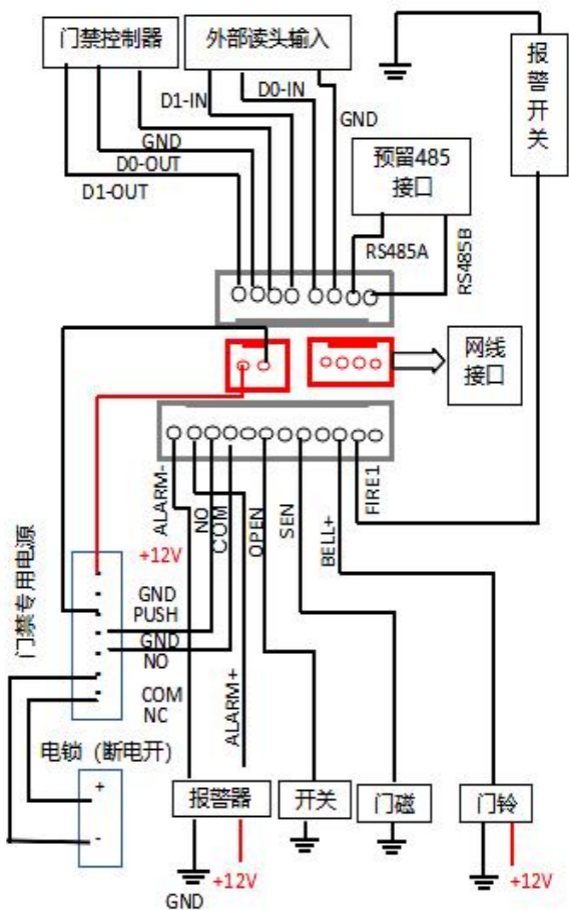 门禁控制器
外部读头输入
报警开关
D1-IN
D0-IN
GND
GND
D0-OUT
D1-OUT
预留485
接口
RS485A
RS485B
网线
接口
ALARM-
NO
COM
OPEN
SEN
BELL+
FIRE1
+12V
门禁专用电源
GND
PUSH
GND
NO
COM
NC
ALARM+
电锁（断电开）
+
-
报警器
开关
门磁
门铃
GND
+12V
+12V